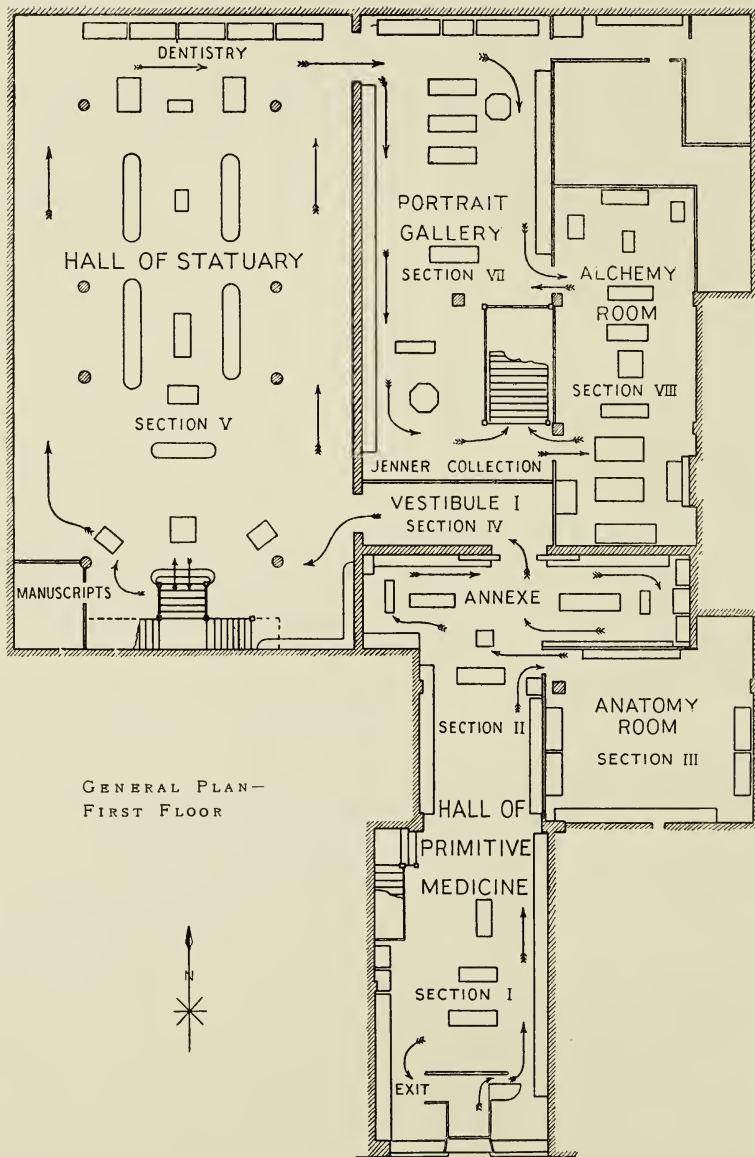 DENTISTRY
HALL OF STATUARY
SECTION V
MANUSCRIPTS
PORTRAIT
GALLERY
SECTION VII
JENNER COLLECTION
ALCHEMY
ROOM
SECTION VIII
VESTIBULE I
SECTION IV
ANNEXE
SECTION II
ANATOMY
ROOM
SECTION III
HALL OF
PRIMITIVE
MEDICINE
SECTION I
EXIT
GENERAL PLAN—
FIRST FLOOR
N